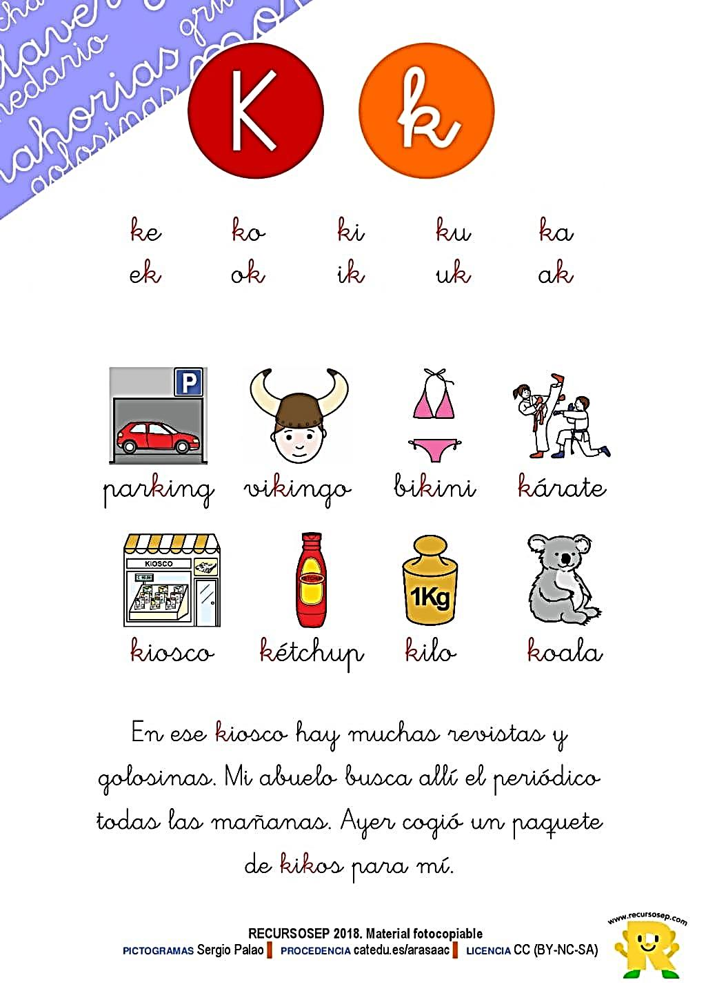 cha
llaver
gru
nedario
nahorias
mo
golosinas
K k
ke ko ki ku ka
ek ok ik uk ak
P
parking vikingo bikini kárate
KIOSCO
KETCHUP
1Kg
kiosco kétchup kilo koala
En ese kiosco hay muchas revistas y
golosinas. Mi abuelo busca allí el periódico
todas las mañanas. Ayer cogió un paquete
de kikos para mí.
www.recursosep.com
R
RECURSOSEP 2018. Material fotocopiable
PICTOGRAMAS Sergio Palao PROCEDENCIA catedu.es/arasaac LICENCIA CC (BY-NC-SA)